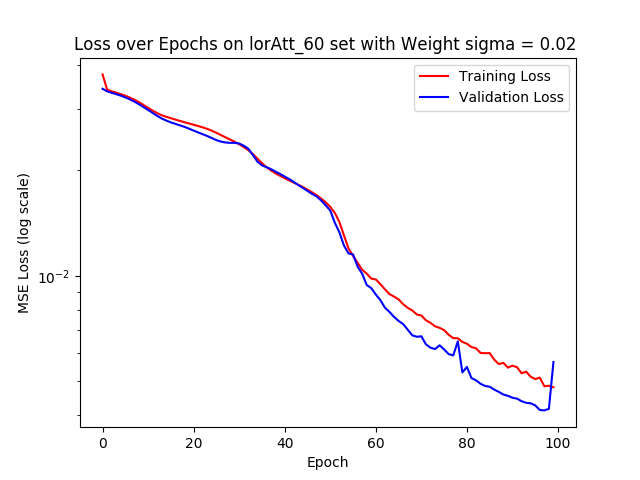 Loss over Epochs on lorAtt_60 set with Weight sigma = 0.02
Training Loss
Validation Loss
MSE Loss (log scale)
10⁻²
0 20 40 60 80 100
Epoch